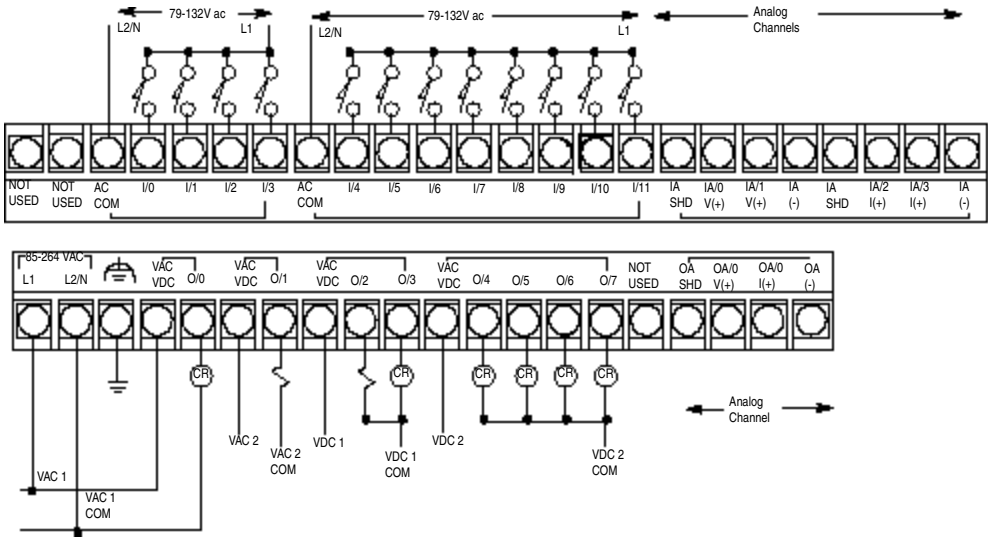 79-132V ac
79-132V ac
Analog
Channels
L2/N
L1
L2/N
L1
NOT
USED
NOT
USED
AC
COM
I/0
I/1
I/2
I/3
AC
COM
I/4
I/5
I/6
I/7
I/8
I/9
I/10
I/11
IA
SHD
IA/0
V(+)
IA/1
V(+)
IA
(-)
IA
SHD
IA/2
I(+)
IA/3
I(+)
IA
(-)
85-264 VAC
L1
L2/N
VAC
VDC
O/0
VAC
VDC
O/1
VAC
VDC
O/2
O/3
VAC
VDC
O/4
O/5
O/6
O/7
NOT
USED
OA
SHD
OA/0
V(+)
OA/0
I(+)
OA
(-)
CR
CR
CR
CR
CR
CR
Analog
Channel
VAC 2
VAC 2
COM
VDC 1
VDC 1
COM
VDC 2
VDC 2
COM
VAC 1
VAC 1
COM